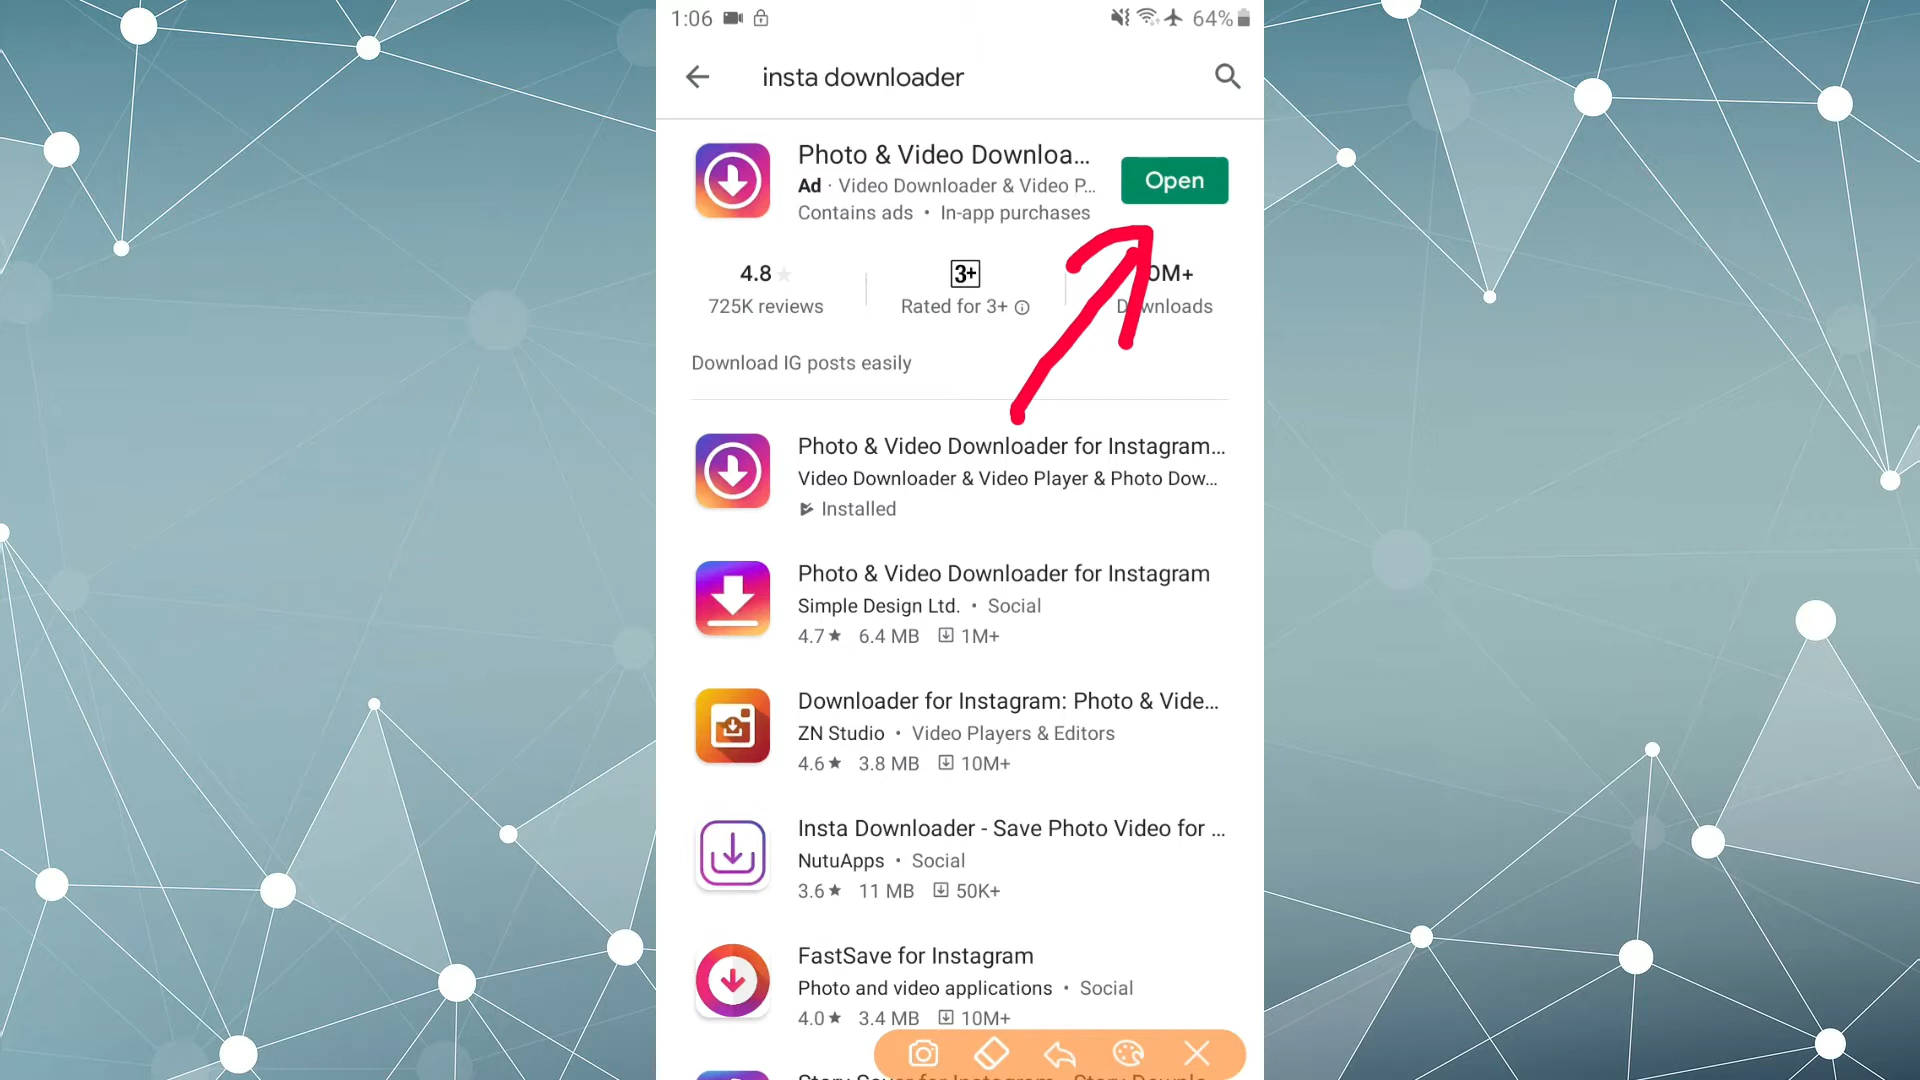 1:06
64%
insta downloader
Photo & Video Downloa...
Ad · Video Downloader & Video P...
Contains ads • In-app purchases
Open
4.8
3+
0M+
725K reviews
Rated for 3+
Download IG posts easily
Photo & Video Downloader for Instagram...
Video Downloader & Video Player & Photo Dow...
Installed
Photo & Video Downloader for Instagram
Simple Design Ltd. • Social
4.7★ 6.4 MB 1M+
Downloader for Instagram: Photo & Vide...
ZN Studio • Video Players & Editors
4.6★ 3.8 MB 10M+
Insta Downloader - Save Photo Video for ...
NutuApps • Social
3.6★ 11 MB 50K+
FastSave for Instagram
Photo and video applications • Social
4.0★ 3.4 MB 10M+